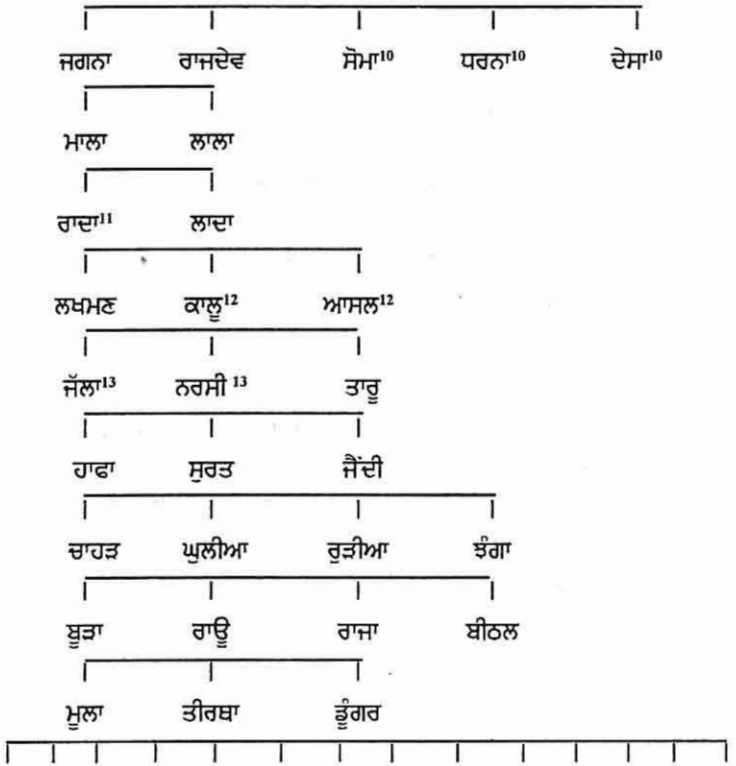 ਜਗਨਾ ਰਾਜਦੇਵ ਸੋਮਾ¹⁰ ਧਰਨਾ¹⁰ ਦੇਸਾ¹⁰
ਮਾਲਾ ਲਾਲਾ
ਰਾਦਾ¹¹ ਲਾਦਾ
ਲਖਮਣ ਕਾਲੂ¹² ਆਸਲ¹²
ਜੱਲਾ¹³ ਨਰਸੀ ¹³ ਤਾਰੂ
ਹਾਫਾ ਸੁਰਤ ਜੈਂਦੀ
ਚਾਹੜ ਘੁਲੀਆ ਰੁੜੀਆ ਝੰਗਾ
ਬੂੜਾ ਰਾਊ ਰਾਜਾ ਬੀਠਲ
ਮੂਲਾ ਤੀਰਥਾ ਡੂੰਗਰ